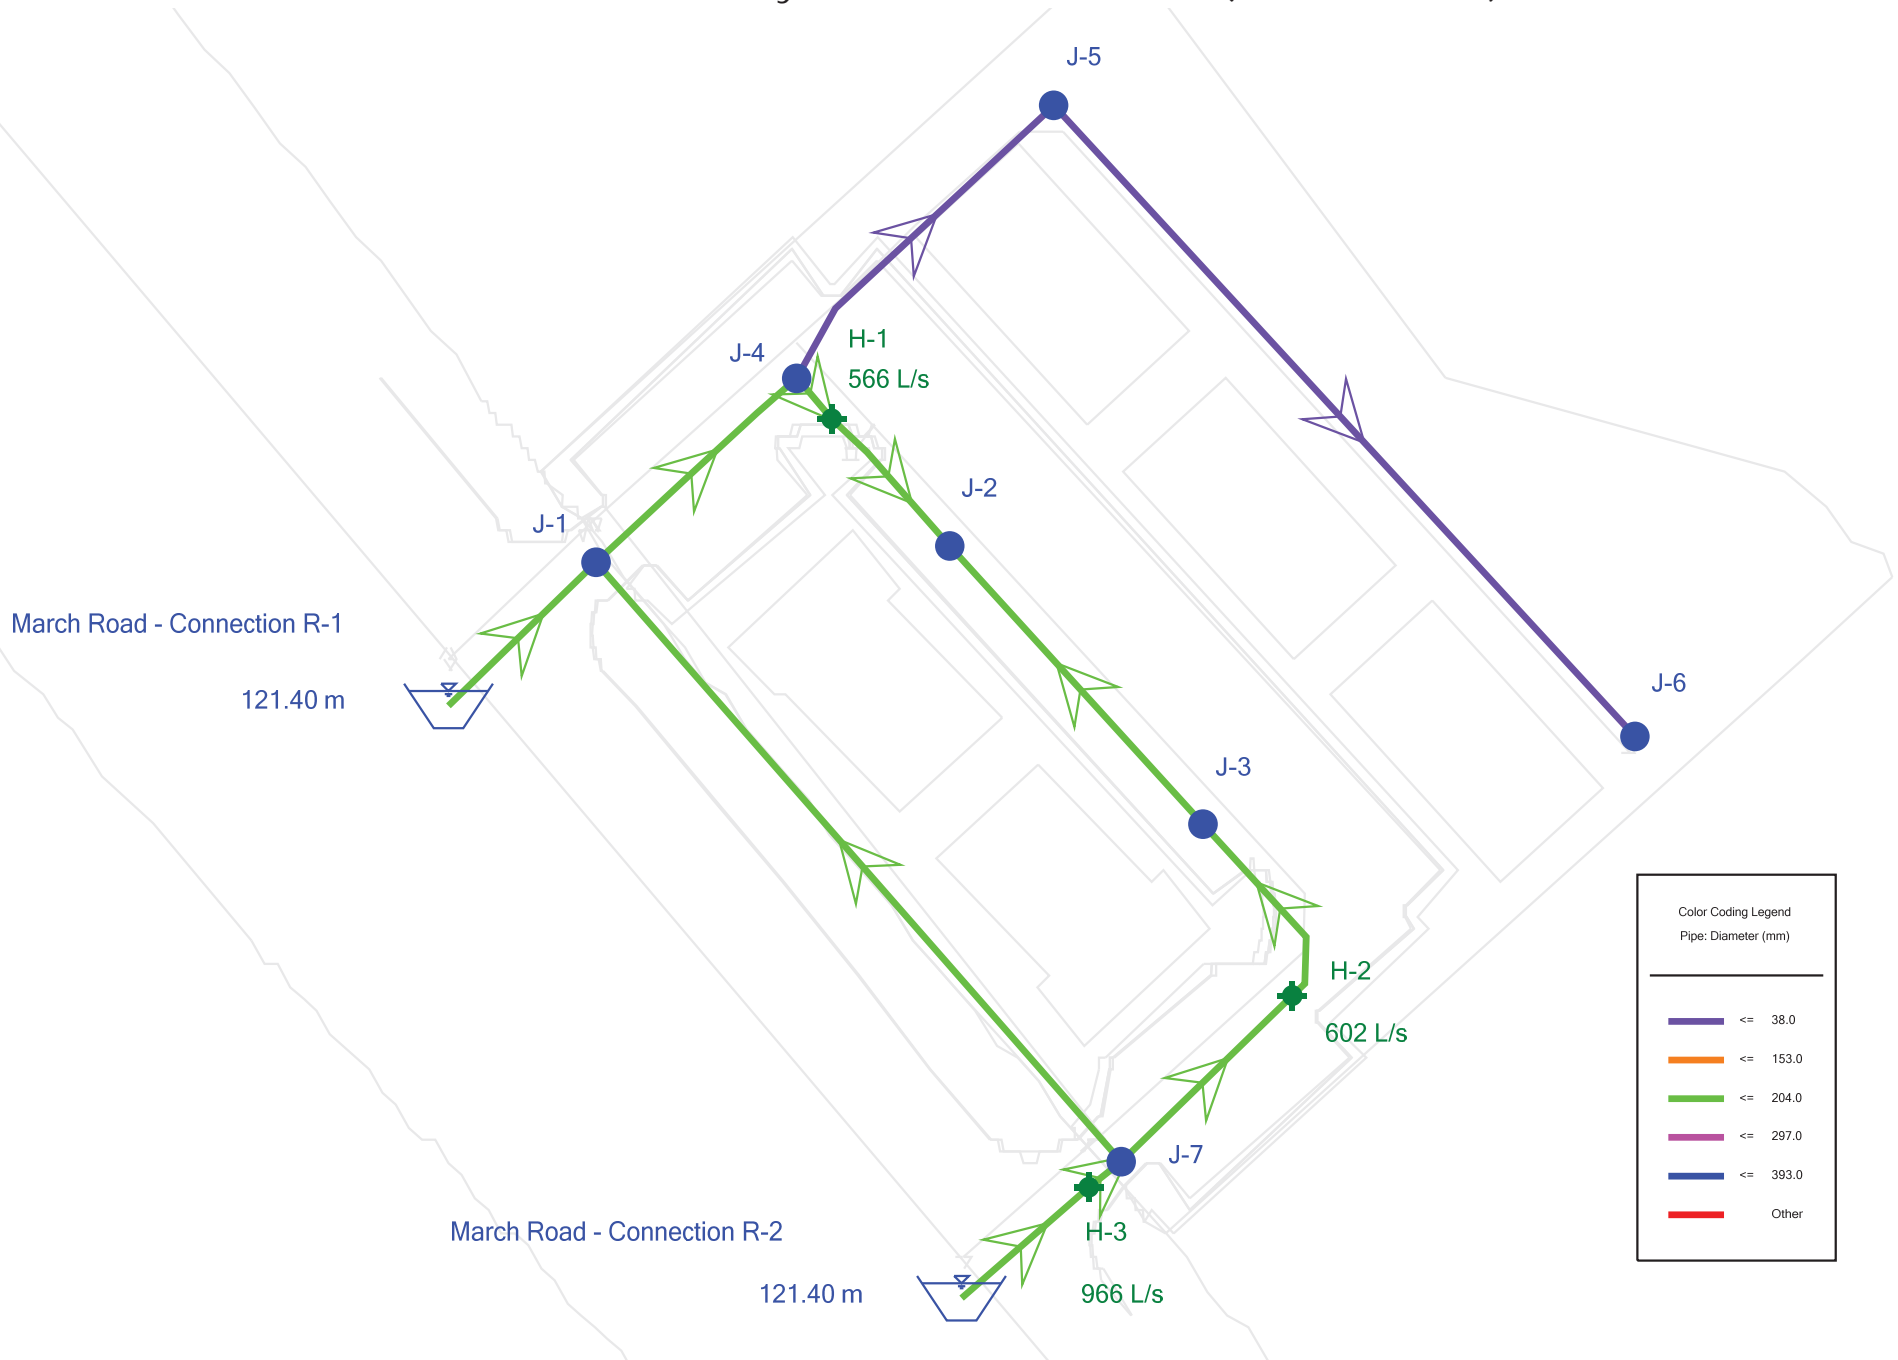 J-5
H-1
J-4
566 L/s
J-2
J-1
March Road - Connection R-1
121.40 m
J-6
J-3
H-2
602 L/s
J-7
March Road - Connection R-2
H-3
121.40 m
966 L/s
Color Coding Legend
Pipe: Diameter (mm)
<= 38.0
<= 153.0
<= 204.0
<= 297.0
<= 393.0
Other